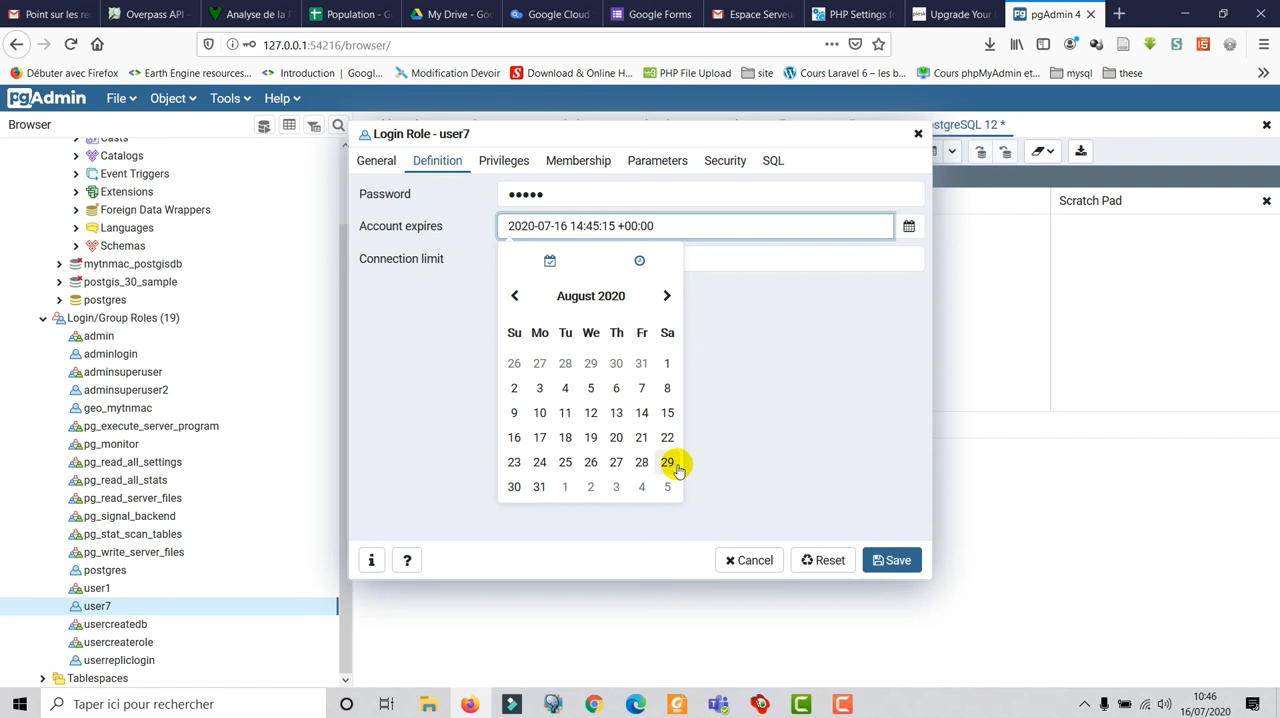 Point sur les re
Overpass API –
Analyse de la P
Populatio
My Drive - Goo
Google Cloud
Google Forms
Espace Serveu
PHP Settings fo
Upgrade Your
pgAdmin 4
127.0.0.1:54216/browser/
Débuter avec Firefox
Earth Engine resources...
Introduction | Googl...
Modification Devoir
Download & Online H...
PHP File Upload
site
Cours Laravel 6 – les b...
Cours phpMyAdmin et...
mysql
these
pgAdmin
File
Object
Tools
Help
Browser
Casts
Catalogs
Event Triggers
Extensions
Foreign Data Wrappers
Languages
Schemas
mytnmac_postgisdb
postgis_30_sample
postgres
Login/Group Roles (19)
admin
adminlogin
adminsuperuser
adminsuperuser2
geo_mytnmac
pg_execute_server_program
pg_monitor
pg_read_all_settings
pg_read_all_stats
pg_read_server_files
pg_signal_backend
pg_stat_scan_tables
pg_write_server_files
postgres
user1
user7
usercreatedb
usercreaterole
userrepliclogin
Tablespaces
Login Role - user7
General Definition Privileges Membership Parameters Security SQL
Password •••••
Account expires 2020-07-16 14:45:15 +00:00
Connection limit
August 2020
Su Mo Tu We Th Fr Sa
26 27 28 29 30 31 1
2 3 4 5 6 7 8
9 10 11 12 13 14 15
16 17 18 19 20 21 22
23 24 25 26 27 28 29
30 31 1 2 3 4 5
i ? Cancel Reset Save
ostgreSQL 12 *
Scratch Pad
Taper ici pour rechercher
10:46
16/07/2020